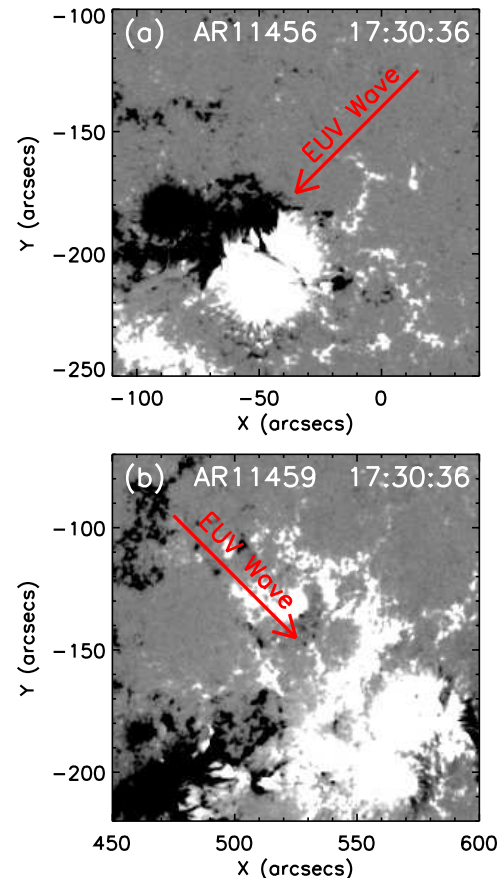 (a) AR11456 17:30:36
EUV Wave
-100
-150
-200
-250
Y (arcsecs)
-100 -50 0
X (arcsecs)
(b) AR11459 17:30:36
EUV Wave
-100
-150
-200
Y (arcsecs)
450 500 550 600
X (arcsecs)